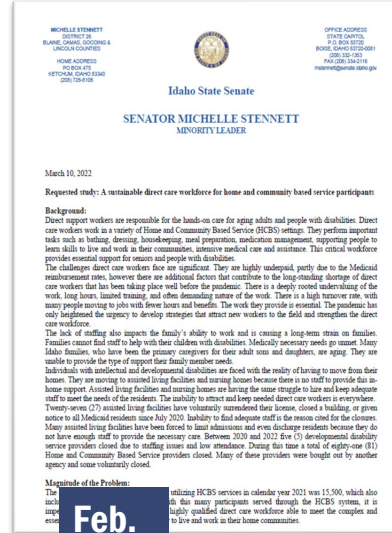 MICHELLE STENNETT
DISTRICT 26
BLAINE, CAMAS, GOODING &
LINCOLN COUNTIES
HOME ADDRESS
PO BOX 475
KETCHUM, IDAHO 83340
(208) 726-8106
OFFICE ADDRESS
STATE CAPITOL
P.O. BOX 83720
BOISE, IDAHO 83720-0081
(208) 332-1353
FAX (208) 334-2116
mstennett@senate.idaho.gov
Idaho State Senate
SENATOR MICHELLE STENNETT
MINORITY LEADER
March 10, 2022
Requested study: A sustainable direct care workforce for home and community based service participants
Background:
Direct support workers are responsible for the hands-on care for aging adults and people with disabilities. Direct
care workers work in a variety of Home and Community Based Service (HCBS) settings. They perform important
tasks such as bathing, dressing, housekeeping, meal preparation, medication management, supporting people to
learn skills to live and work in their communities, intensive medical care and assistance. This critical workforce
provides essential support for seniors and people with disabilities.
The challenges direct care workers face are significant. They are highly underpaid, partly due to the Medicaid
reimbursement rates, however there are additional factors that contribute to the long-standing shortage of direct
care workers that has been taking place well before the pandemic. There is a deeply rooted undervaluing of the
work, long hours, limited training, and often demanding nature of the work. There is a high turnover rate, with
many people moving to jobs with fewer hours and benefits. The work they provide is essential. The pandemic has
only heightened the urgency to develop strategies that attract new workers to the field and strengthen the direct
care workforce.
The lack of staffing also impacts the family's ability to work and is causing a long-term strain on families.
Families cannot find staff to help with their children with disabilities. Medically necessary needs go unmet. Many
Idaho families, who have been the primary caregivers for their adult sons and daughters, are aging. They are
unable to provide the type of support their family member needs.
Individuals with intellectual and developmental disabilities are faced with the reality of having to move from their
homes. They are moving to assisted living facilities and nursing homes because there is no staff to provide this in-
home support. Assisted living facilities and nursing homes are having the same struggle to hire and keep adequate
staff to meet the needs of the residents. The inability to attract and keep needed direct care workers is everywhere.
Twenty-seven (27) assisted living facilities have voluntarily surrendered their license, closed a building, or given
notice to all Medicaid residents since July 2020. Inability to find adequate staff is the reason cited for the closures.
Many assisted living facilities have been forced to limit admissions and even discharge residents because they do
not have enough staff to provide the necessary care. Between 2020 and 2022 five (5) developmental disability
service providers closed due to staffing issues and low attendance. During this time a total of eighty-one (81)
Home and Community Based Service providers closed. Many of these providers were bought out by another
agency and some voluntarily closed.
Magnitude of the Problem
The utilizing HCBS services in calendar year 2021 was 15,500, which also
this many participants served through the HCBS system, it is
highly qualified direct care workforce able to meet the complex and
to live and work in their home communities.
Feb.